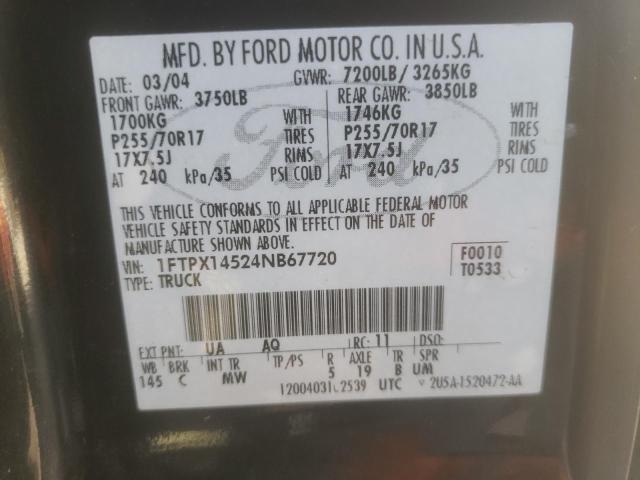 MFD. BY FORD MOTOR CO. IN U.S.A.
DATE: 03/04 GVWR: 7200LB/ 3265KG
FRONT GAWR: 3750LB REAR GAWR: 3850LB
1700KG WITH 1746KG WITH
P255/70R17 TIRES P255/70R17 TIRES
17X7.5J RIMS 17X7.5J RIMS
AT 240 kPa/35 PSI COLD AT 240 kPa/35 PSI COLD
Ford
THIS VEHICLE CONFORMS TO ALL APPLICABLE FEDERAL MOTOR
VEHICLE SAFETY STANDARDS IN EFFECT ON THE DATE OF
MANUFACTURE SHOWN ABOVE.
VIN: 1FTPX14524NB67720 F0010
TYPE: TRUCK T0533
EXT PNT: UA AQ RC: 11 DSO:
WB BRK INT TR TP/PS R AXLE TR SPR
145 C MW 5 19 B UM
UTC 2U5A-1520472-AA